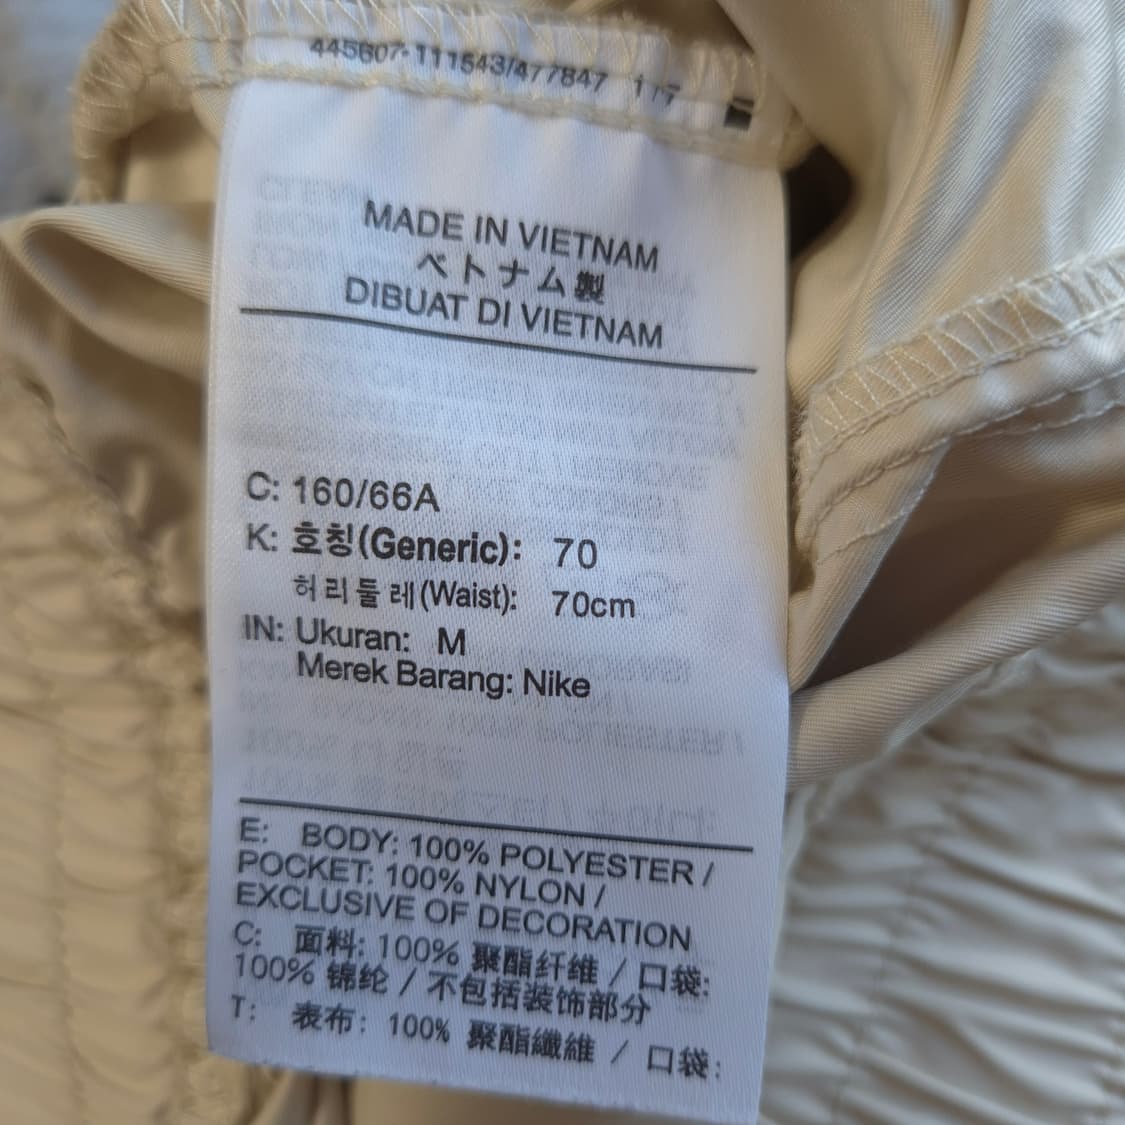 445607-111543/477847
MADE IN VIETNAM
ベトナム製
DIBUAT DI VIETNAM
C: 160/66A
K: 호칭(Generic): 70
허리둘레(Waist): 70cm
IN: Ukuran: M
Merek Barang: Nike
E: BODY: 100% POLYESTER /
POCKET: 100% NYLON /
EXCLUSIVE OF DECORATION
C: 面料: 100% 聚酯纤维 / 口袋:
100% 锦纶 / 不包括装饰部分
T: 表布: 100% 聚酯纖維 / 口袋: